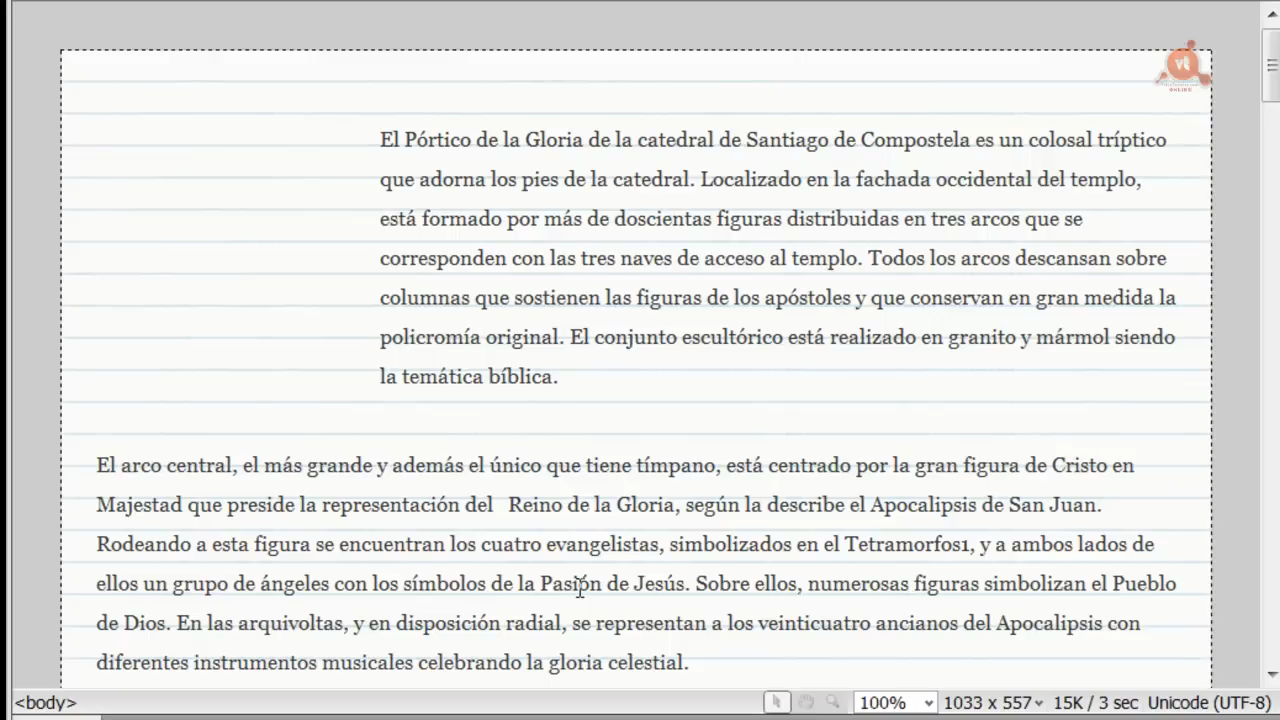 El Pórtico de la Gloria de la catedral de Santiago de Compostela es un colosal tríptico
que adorna los pies de la catedral. Localizado en la fachada occidental del templo,
está formado por más de doscientas figuras distribuidas en tres arcos que se
corresponden con las tres naves de acceso al templo. Todos los arcos descansan sobre
columnas que sostienen las figuras de los apóstoles y que conservan en gran medida la
policromía original. El conjunto escultórico está realizado en granito y mármol siendo
la temática bíblica.
El arco central, el más grande y además el único que tiene tímpano, está centrado por la gran figura de Cristo en
Majestad que preside la representación del Reino de la Gloria, según la describe el Apocalipsis de San Juan.
Rodeando a esta figura se encuentran los cuatro evangelistas, simbolizados en el Tetramorfos1, y a ambos lados de
ellos un grupo de ángeles con los símbolos de la Pasión de Jesús. Sobre ellos, numerosas figuras simbolizan el Pueblo
de Dios. En las arquivoltas, y en disposición radial, se representan a los veinticuatro ancianos del Apocalipsis con
diferentes instrumentos musicales celebrando la gloria celestial.
<body> 100% 1033 x 557 15K / 3 sec Unicode (UTF-8)